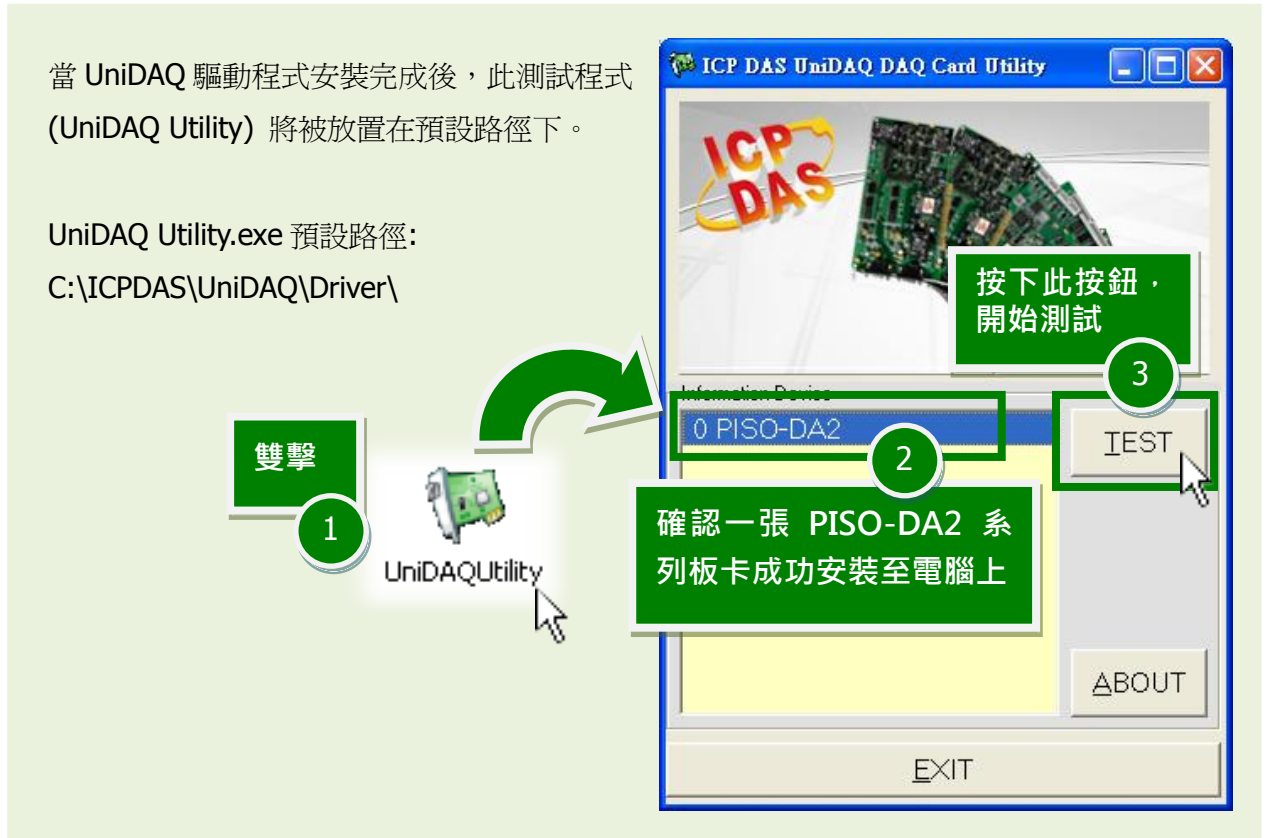 當 UniDAQ 驅動程式安裝完成後，此測試程式
(UniDAQ Utility) 將被放置在預設路徑下。
UniDAQ Utility.exe 預設路徑:
C:\ICPDAS\UniDAQ\Driver\
雙擊
1
UniDAQUtility
ICP DAS UniDAQ DAQ Card Utility
ICP
DAS
按下此按鈕，
開始測試
3
Information Device
0 PISO-DA2
2
TEST
確認一張 PISO-DA2 系
列板卡成功安裝至電腦上
ABOUT
EXIT